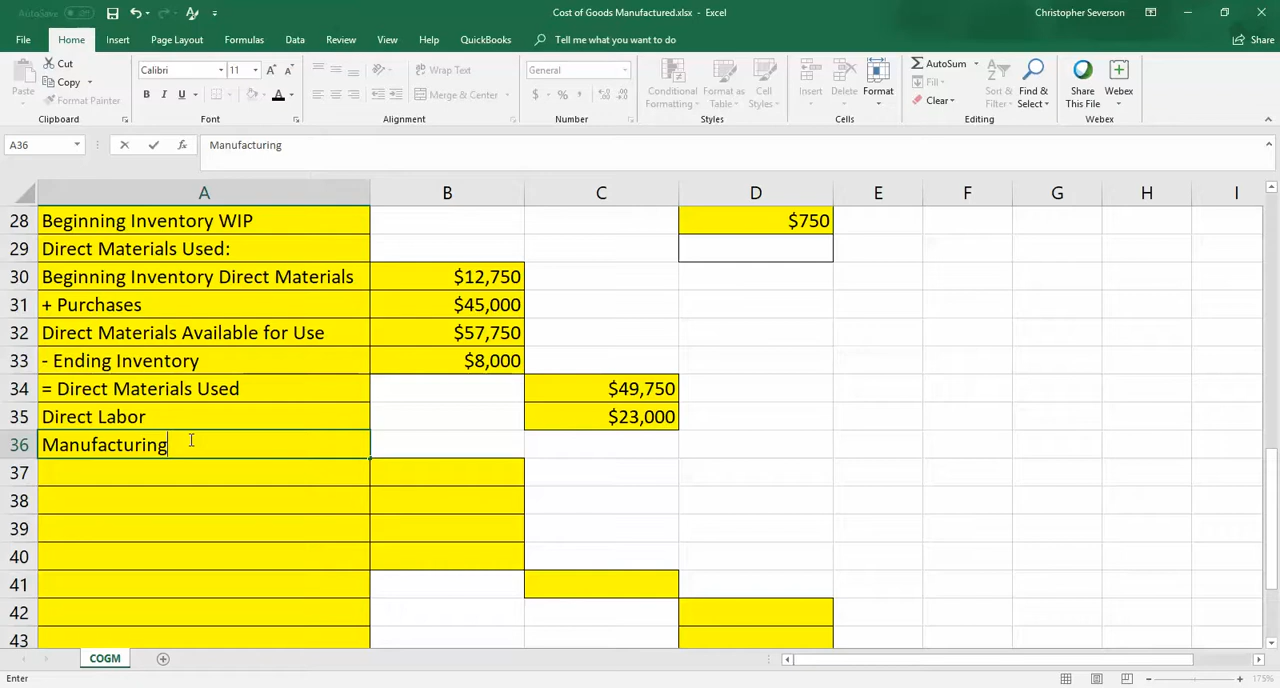 AutoSave Off
Cost of Goods Manufactured.xlsx - Excel
Christopher Severson
File Home Insert Page Layout Formulas Data Review View Help QuickBooks Tell me what you want to do Share
Paste
Cut
Copy
Format Painter
Clipboard
Calibri 11
B I U
Font
Wrap Text
Merge & Center
Alignment
General
$ % ,
Number
Conditional Formatting
Format as Table
Cell Styles
Styles
Insert
Delete
Format
Cells
AutoSum
Fill
Clear
Sort & Filter
Find & Select
Editing
Share This File
Webex
Webex
A36 fx Manufacturing
A B C D E F G H I
28 Beginning Inventory WIP $750
29 Direct Materials Used:
30 Beginning Inventory Direct Materials $12,750
31 + Purchases $45,000
32 Direct Materials Available for Use $57,750
33 - Ending Inventory $8,000
34 = Direct Materials Used $49,750
35 Direct Labor $23,000
36 Manufacturing
37
38
39
40
41
42
43
COGM
Enter 175%